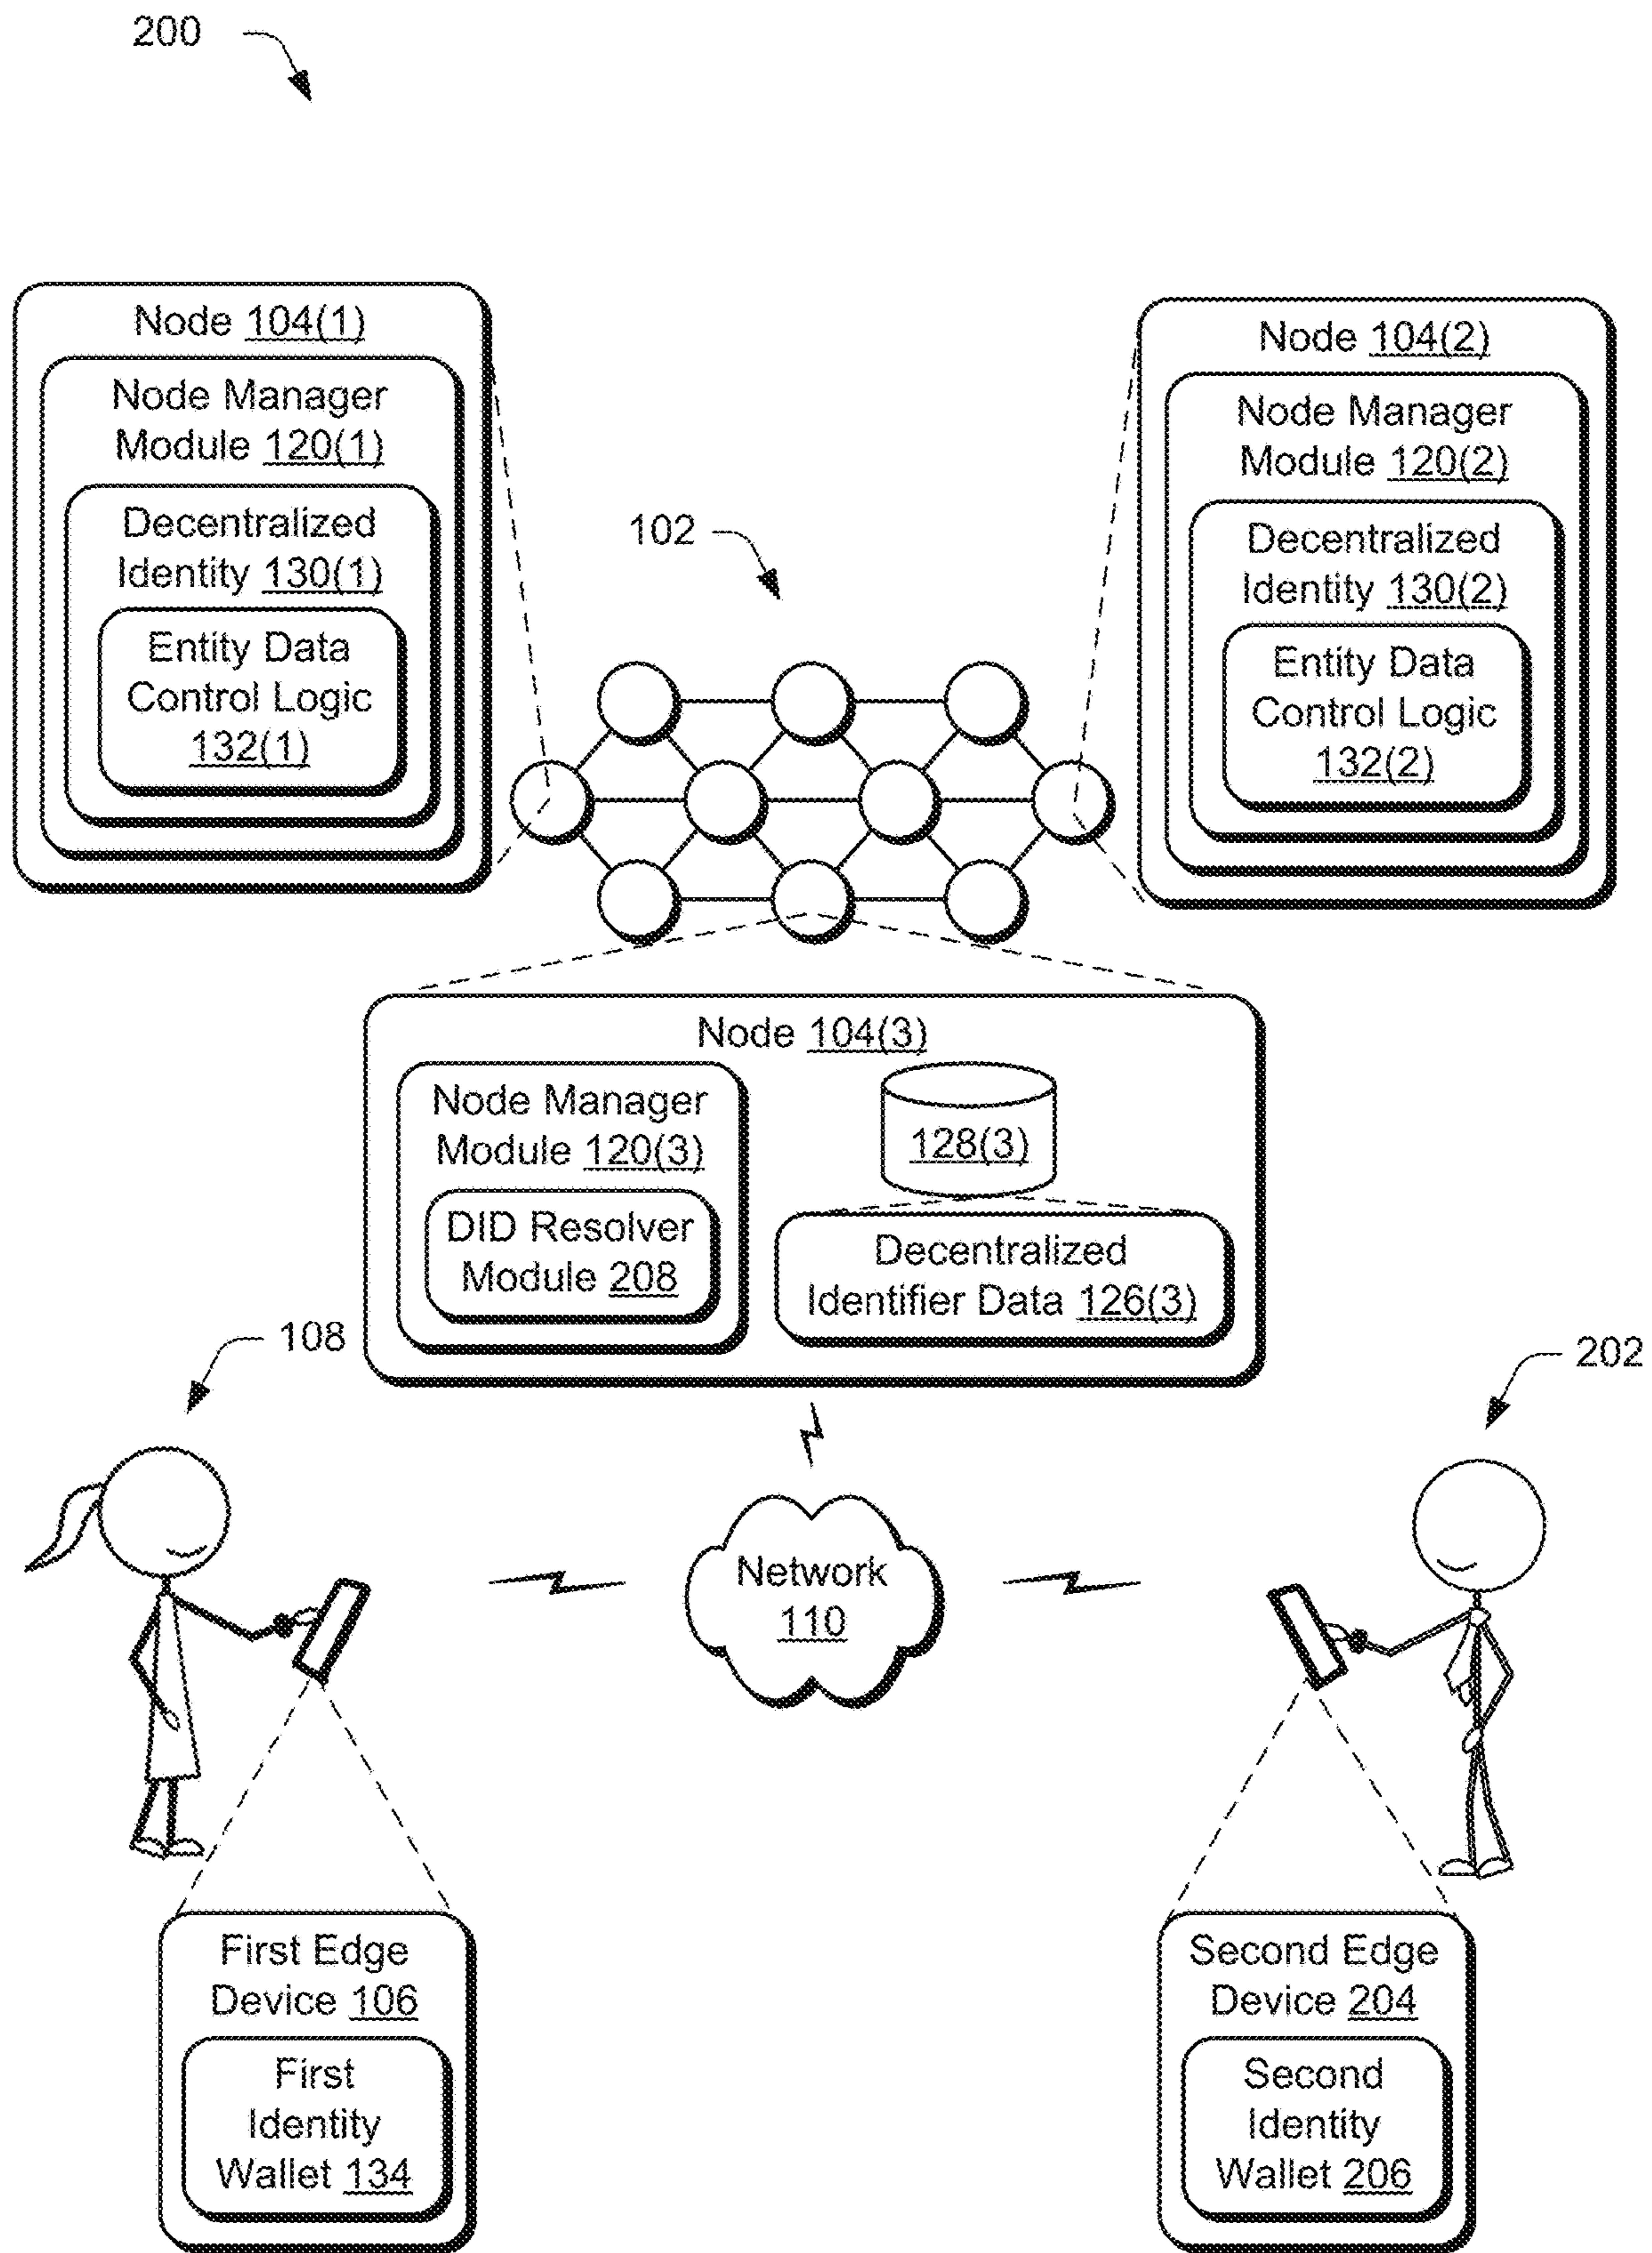 200
Node 104(1)
Node Manager
Module 120(1)
Decentralized
Identity 130(1)
Entity Data
Control Logic
132(1)
Node 104(2)
Node Manager
Module 120(2)
Decentralized
Identity 130(2)
Entity Data
Control Logic
132(2)
102
Node 104(3)
Node Manager
Module 120(3)
DID Resolver
Module 208
128(3)
Decentralized
Identifier Data 126(3)
108
202
Network
110
First Edge
Device 106
First
Identity
Wallet 134
Second Edge
Device 204
Second
Identity
Wallet 206